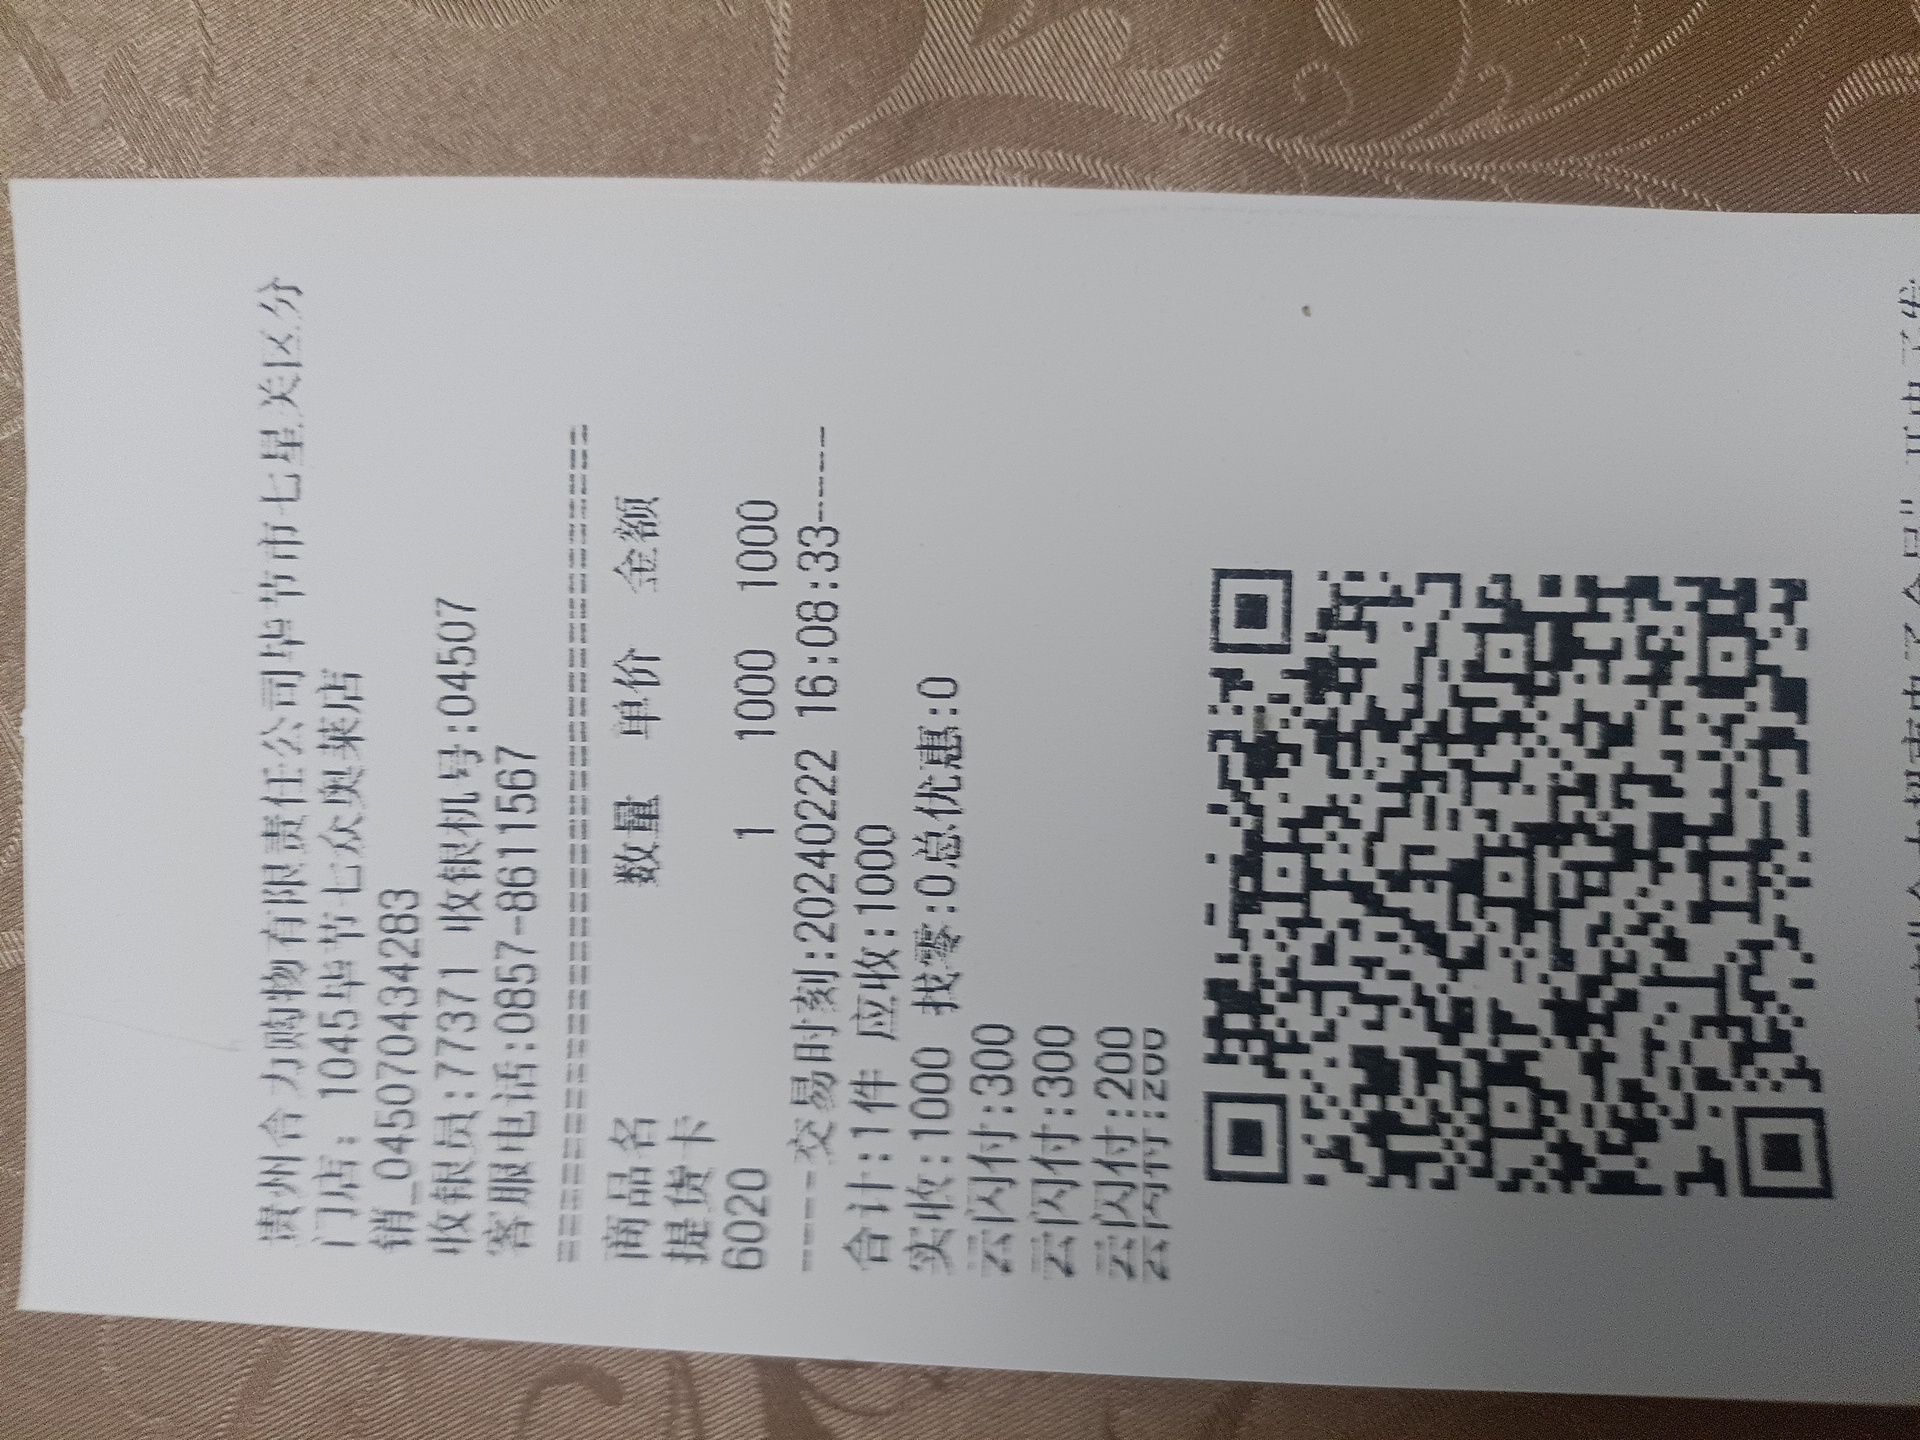 贵州合力购物有限责任公司毕节市七星关区分
门店: 1045毕节七众奥莱店
销_045070434283
收银员:77371 收银机号:04507
客服电话:0857-8611567
==========================================
商品名 数量 单价 金额
提货卡
6020 1 1000 1000
----交易时刻:20240222 16:08:33-----
合计:1件 应收:1000
实收:1000 找零:0总优惠:0
云闪付:300
云闪付:300
云闪付:200
云闪付:200